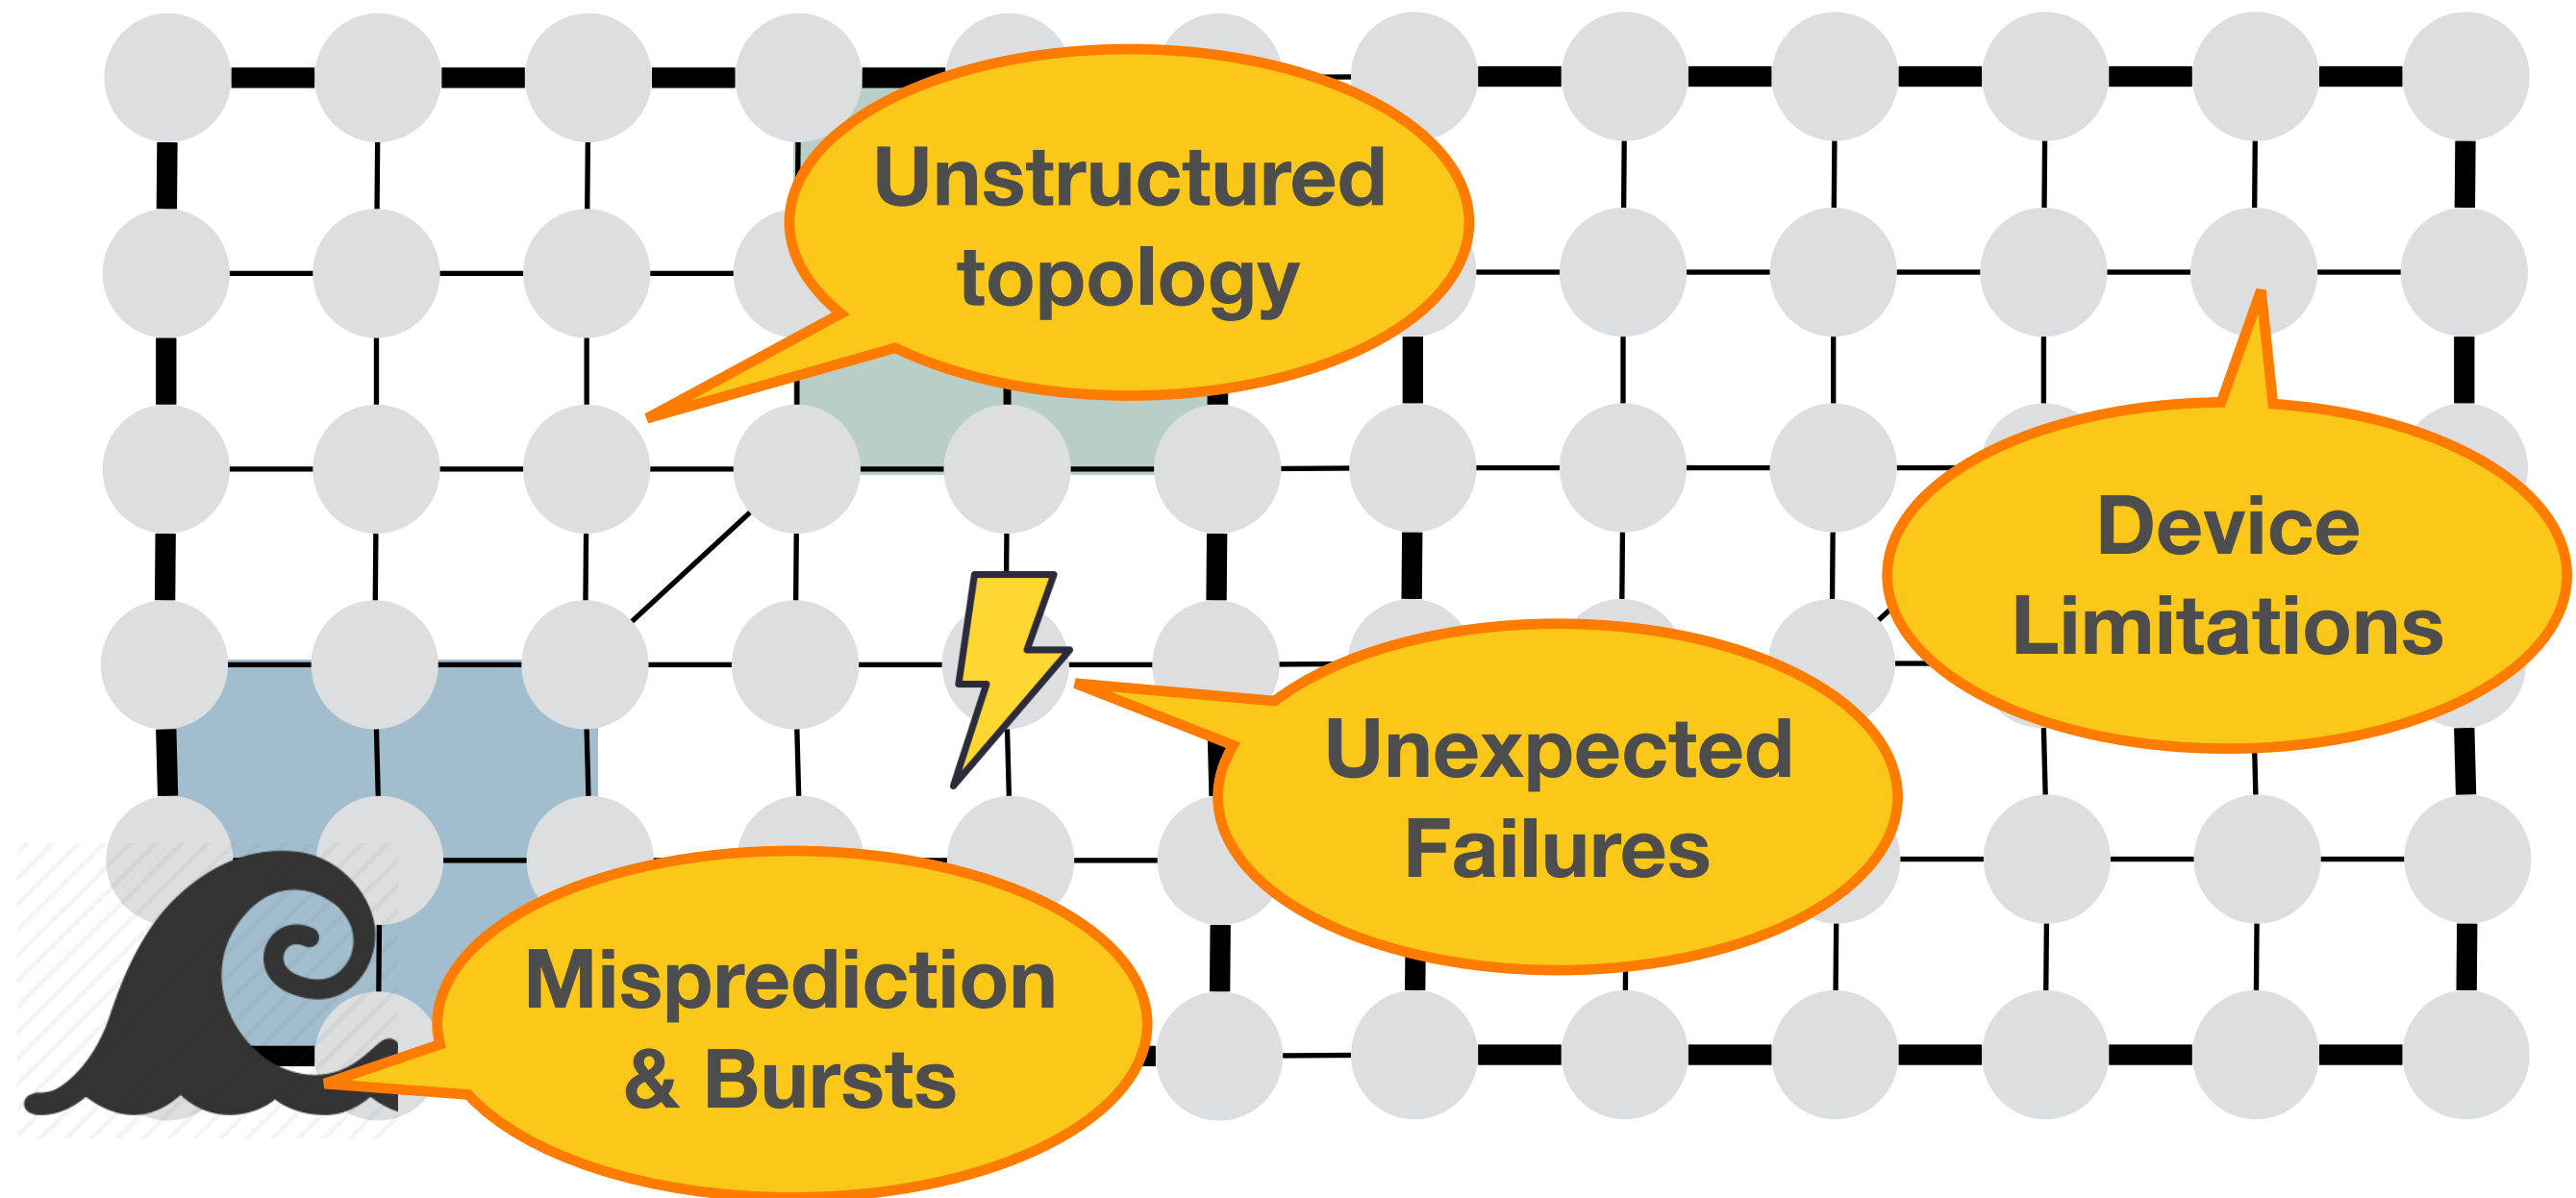 Unstructured
topology
Device
Limitations
Unexpected
Failures
Misprediction
& Bursts